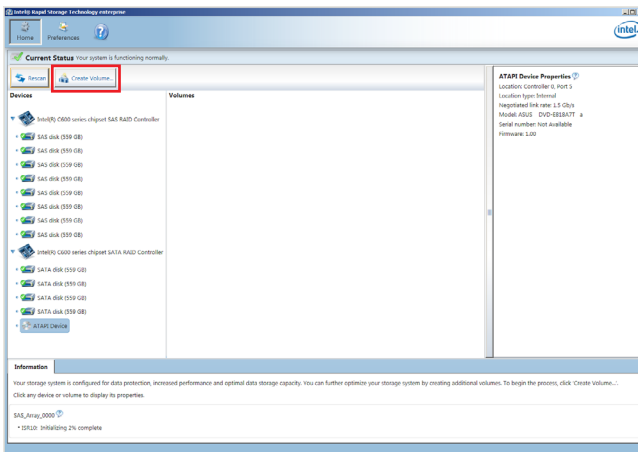 Intel® Rapid Storage Technology enterprise
Home
Preferences
intel
Current Status Your system is functioning normally.
Rescan
Create Volume...
Devices
Volumes
Intel(R) C600 series chipset SAS RAID Controller
SAS disk (559 GB)
SAS disk (559 GB)
SAS disk (559 GB)
SAS disk (559 GB)
SAS disk (559 GB)
SAS disk (559 GB)
SAS disk (559 GB)
SAS disk (559 GB)
Intel(R) C600 series chipset SATA RAID Controller
SATA disk (559 GB)
SATA disk (559 GB)
SATA disk (559 GB)
SATA disk (559 GB)
ATAPI Device
ATAPI Device Properties
Location: Controller 0, Port 5
Location type: Internal
Negotiated link rate: 1.5 Gb/s
Model: ASUS DVD-E818A7T a
Serial number: Not Available
Firmware: 1.00
Information
Your storage system is configured for data protection, increased performance and optimal data storage capacity. You can further optimize your storage system by creating additional volumes. To begin the process, click 'Create Volume...'.
Click any device or volume to display its properties.
SAS_Array_0000
• ISR10: Initializing 2% complete